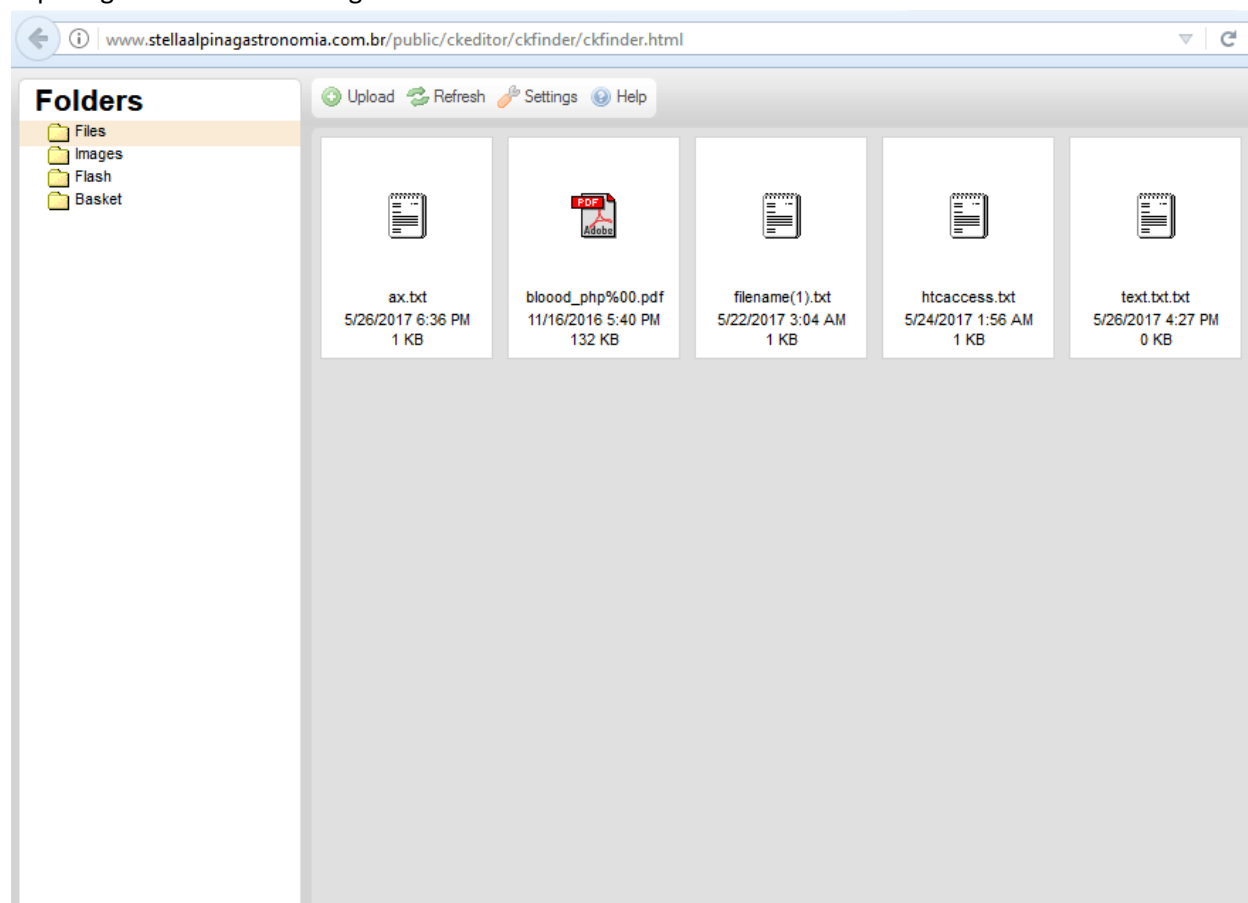 www.stellaalpinagastronomia.com.br/public/ckeditor/ckfinder/ckfinder.html
Folders
Files
Images
Flash
Basket
Upload Refresh Settings Help
PDF
Adobe
ax.txt
5/26/2017 6:36 PM
1 KB
bloood_php%00.pdf
11/16/2016 5:40 PM
132 KB
filename(1).txt
5/22/2017 3:04 AM
1 KB
htcaccess.txt
5/24/2017 1:56 AM
1 KB
text.txt.txt
5/26/2017 4:27 PM
0 KB